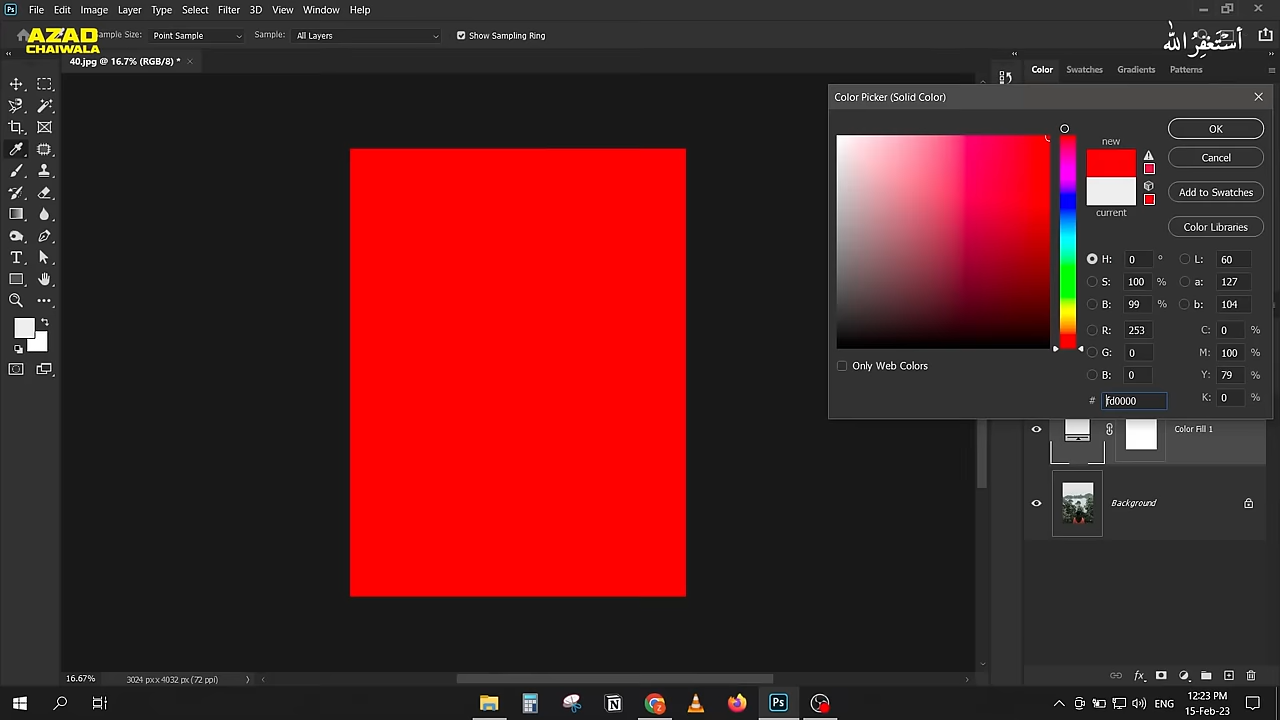 Ps File Edit Image Layer Type Select Filter 3D View Window Help
AZAD
CHAIWALA
Sample Size: Point Sample Sample: All Layers Show Sampling Ring
أستغفر الله
40.jpg @ 16.7% (RGB/8) *
Color Swatches Gradients Patterns
Color Picker (Solid Color)
new
current
OK
Cancel
Add to Swatches
Color Libraries
H: 0 ° L: 60
S: 100 % a: 127
B: 99 % b: 104
R: 253 C: 0 %
G: 0 M: 100 %
B: 0 Y: 79 %
# fd0000 K: 0 %
Only Web Colors
Color Fill 1
Background
16.67% 3024 px x 4032 px (72 ppi)
fx
N
Z
Ps
ENG
12:23 PM
15-Feb-23